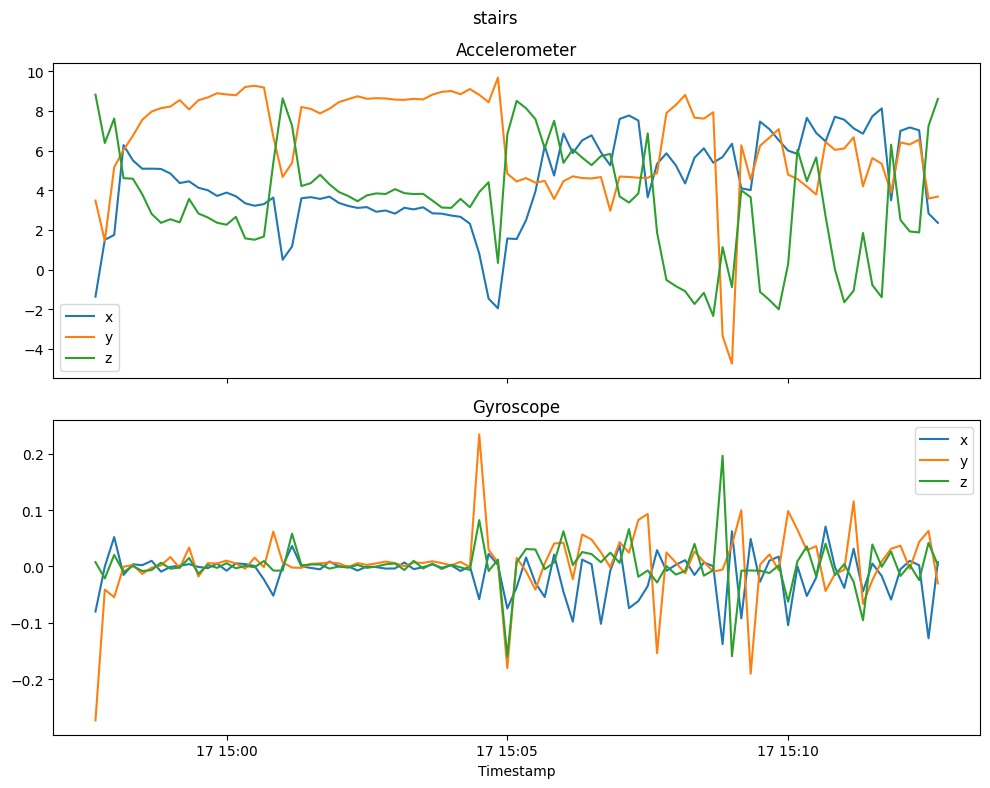 stairs
Accelerometer
10
8
6
4
2
0
−2
−4
x
y
z
Gyroscope
0.2
0.1
0.0
−0.1
−0.2
x
y
z
17 15:00
17 15:05
17 15:10
Timestamp